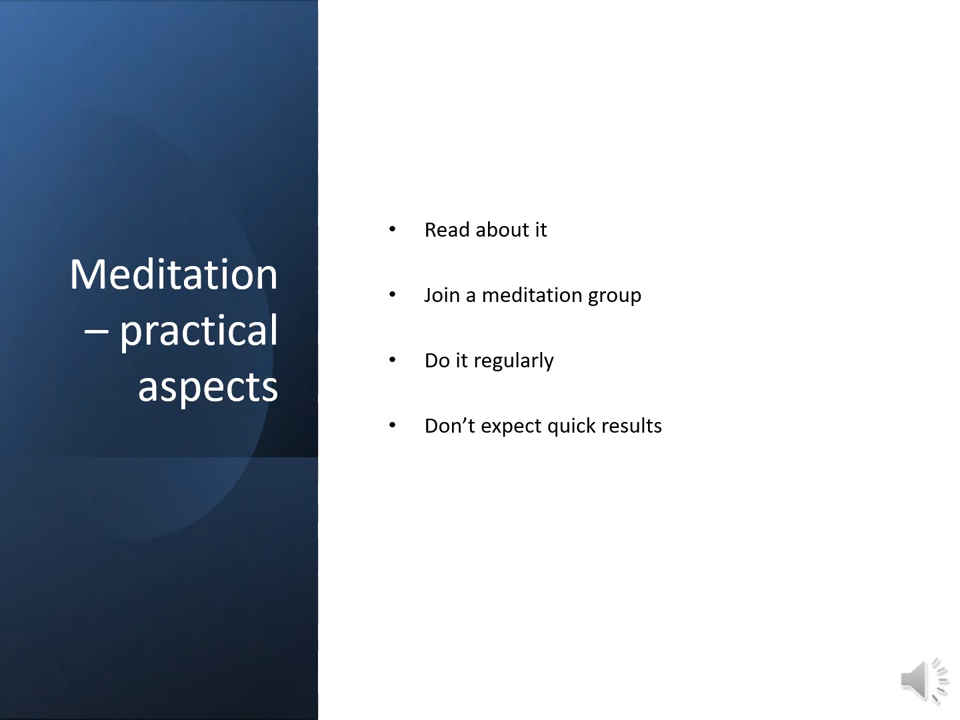 Meditation
– practical
aspects
• Read about it
• Join a meditation group
• Do it regularly
• Don’t expect quick results